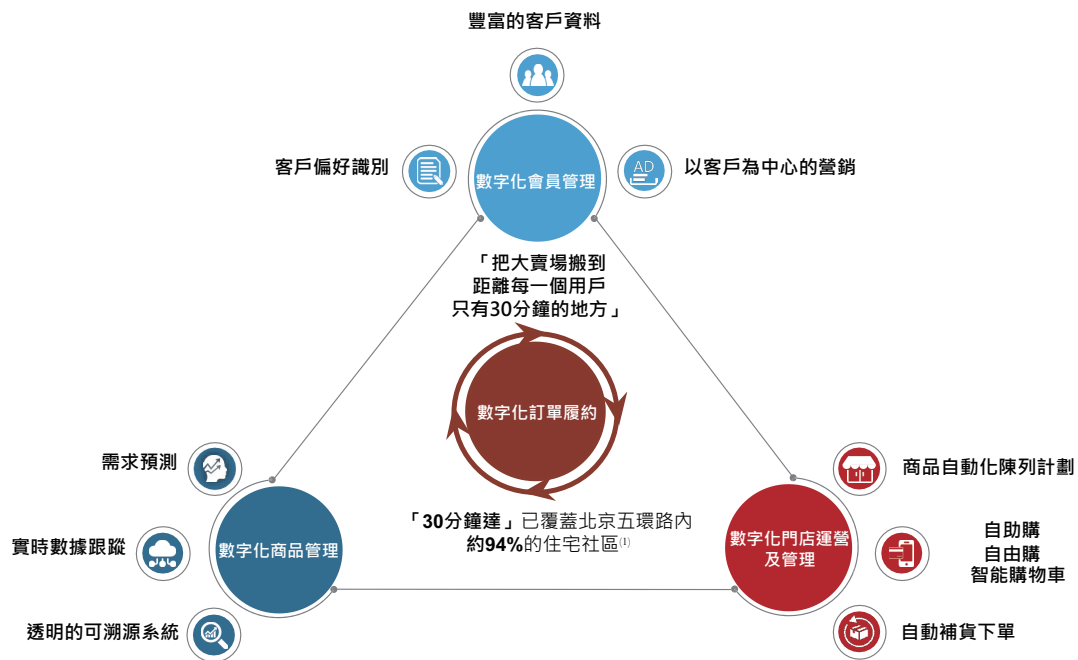 豐富的客戶資料
客戶偏好識別
AD
以客戶為中心的營銷
數字化會員管理
「把大賣場搬到
距離每一個用戶
只有30分鐘的地方」
數字化訂單履約
需求預測
商品自動化陳列計劃
「30分鐘達」已覆蓋北京五環路內
約94%的住宅社區(1)
實時數據跟蹤
數字化商品管理
數字化門店運營
及管理
自助購
自由購
智能購物車
透明的可溯源系統
自動補貨下單